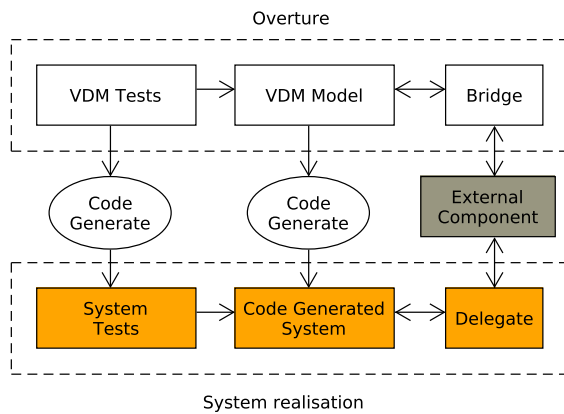 Overture
VDM Tests
VDM Model
Bridge
Code
Generate
Code
Generate
External
Component
System
Tests
Code Generated
System
Delegate
System realisation